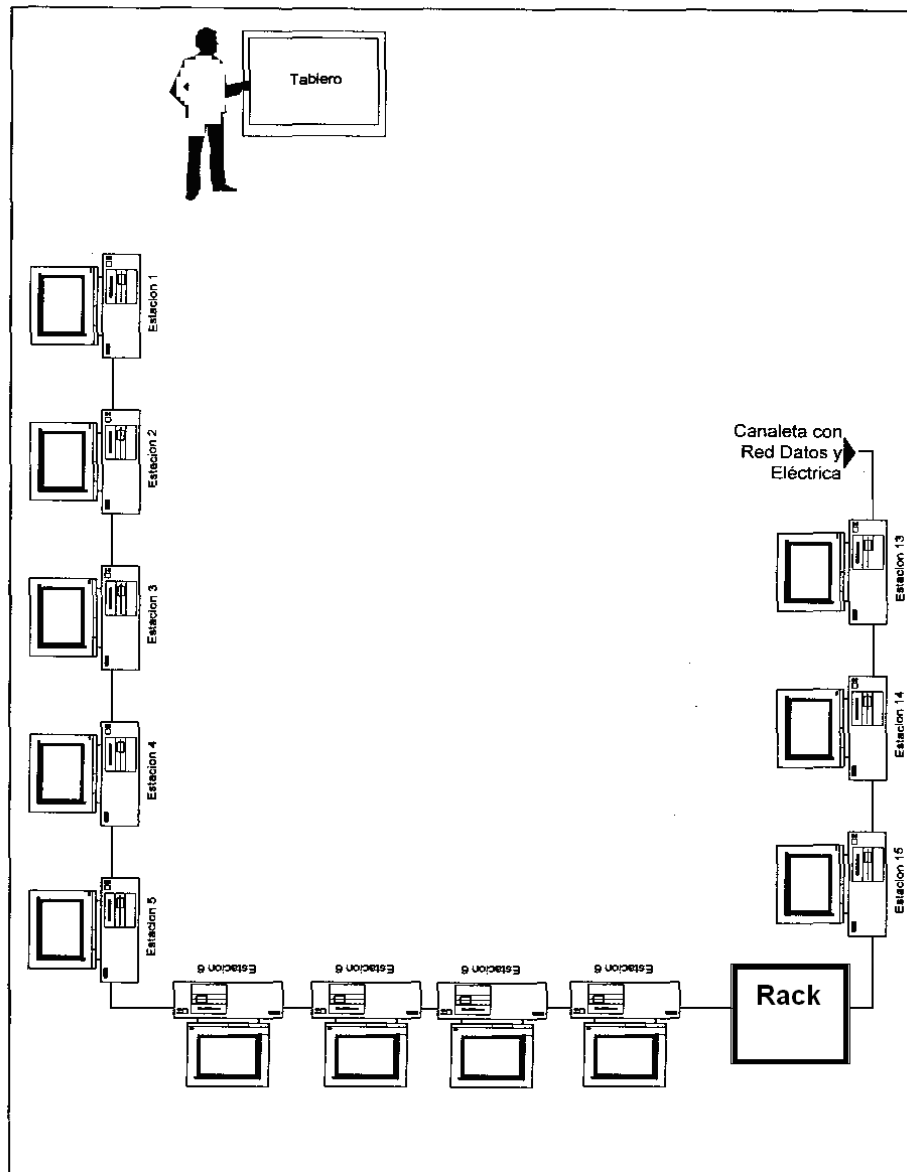 Tablero
Estacion 1
Estacion 2
Estacion 3
Estacion 4
Estacion 5
Estacion 6
Estacion 6
Estacion 6
Estacion 6
Rack
Canaleta con
Red Datos y
Eléctrica
Estacion 13
Estacion 14
Estacion 15